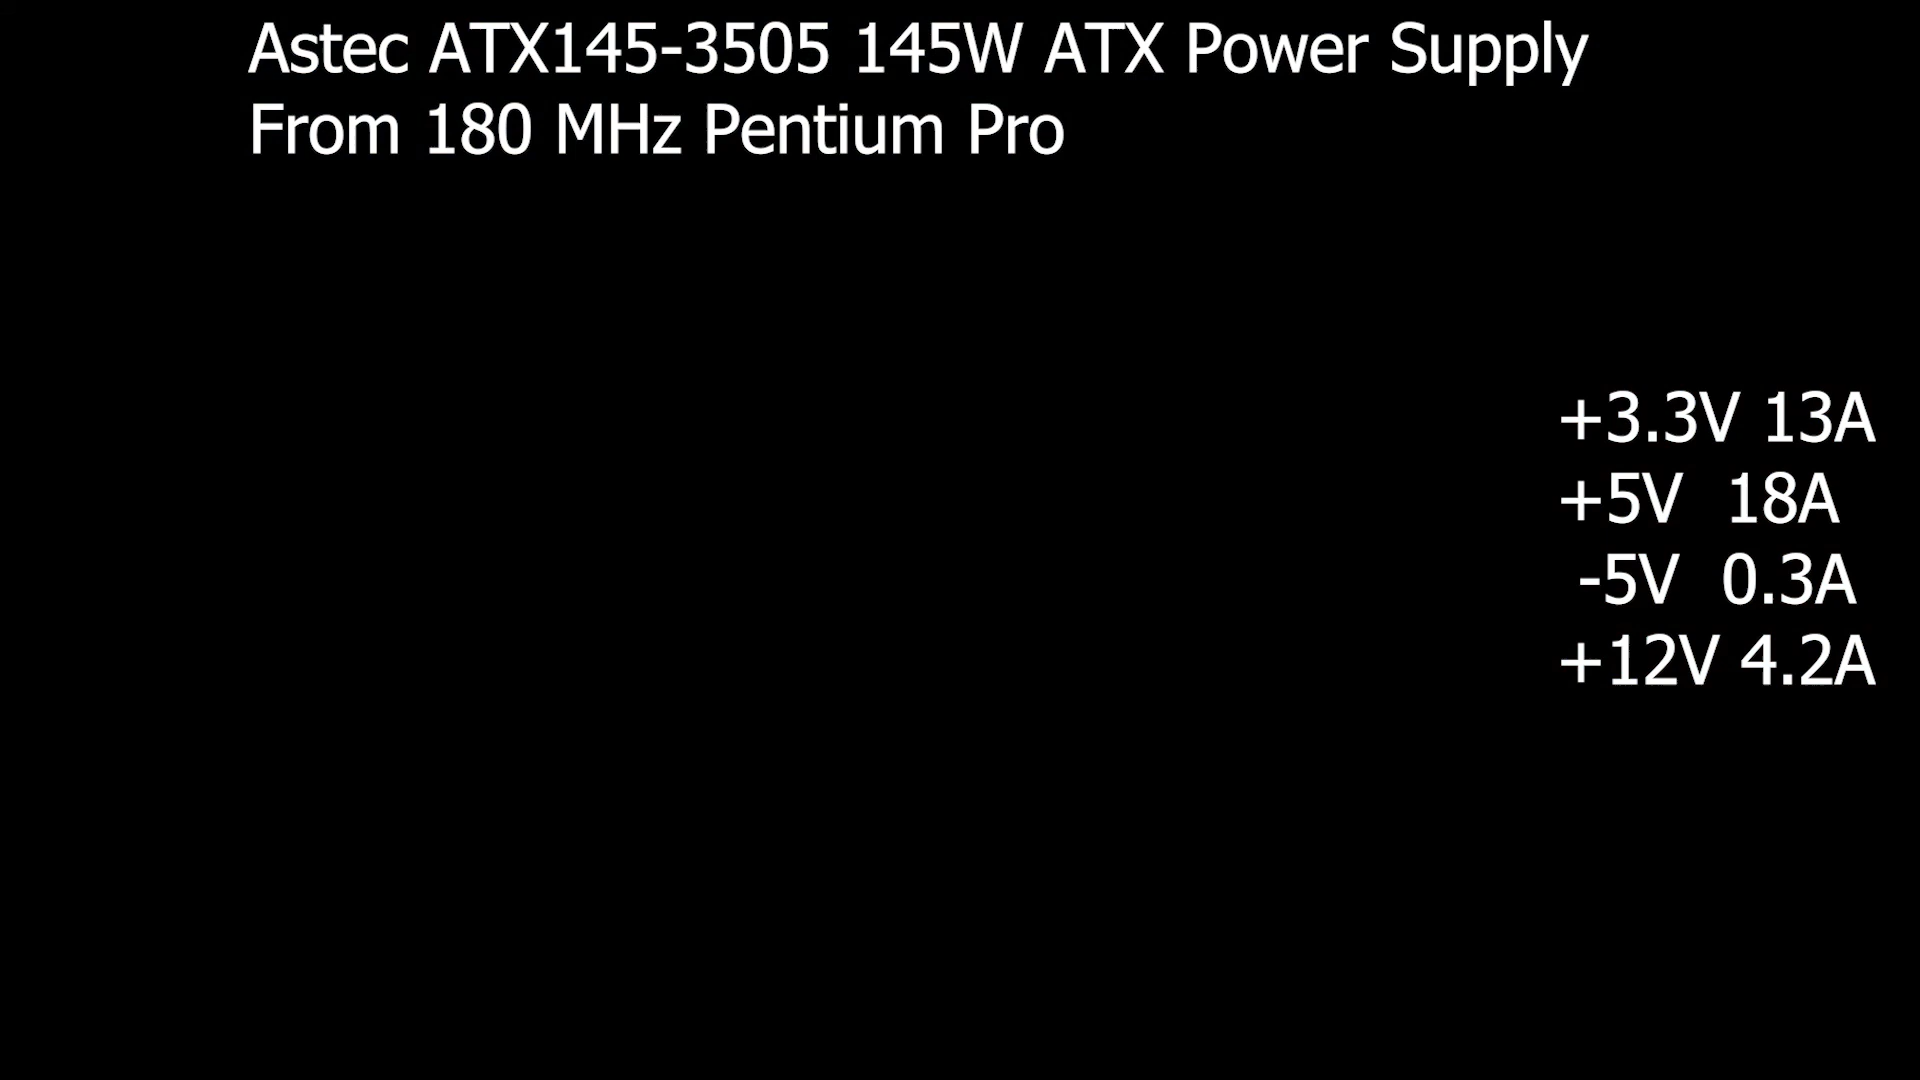 Astec ATX145-3505 145W ATX Power Supply
From 180 MHz Pentium Pro
+3.3V 13A
+5V 18A
-5V 0.3A
+12V 4.2A